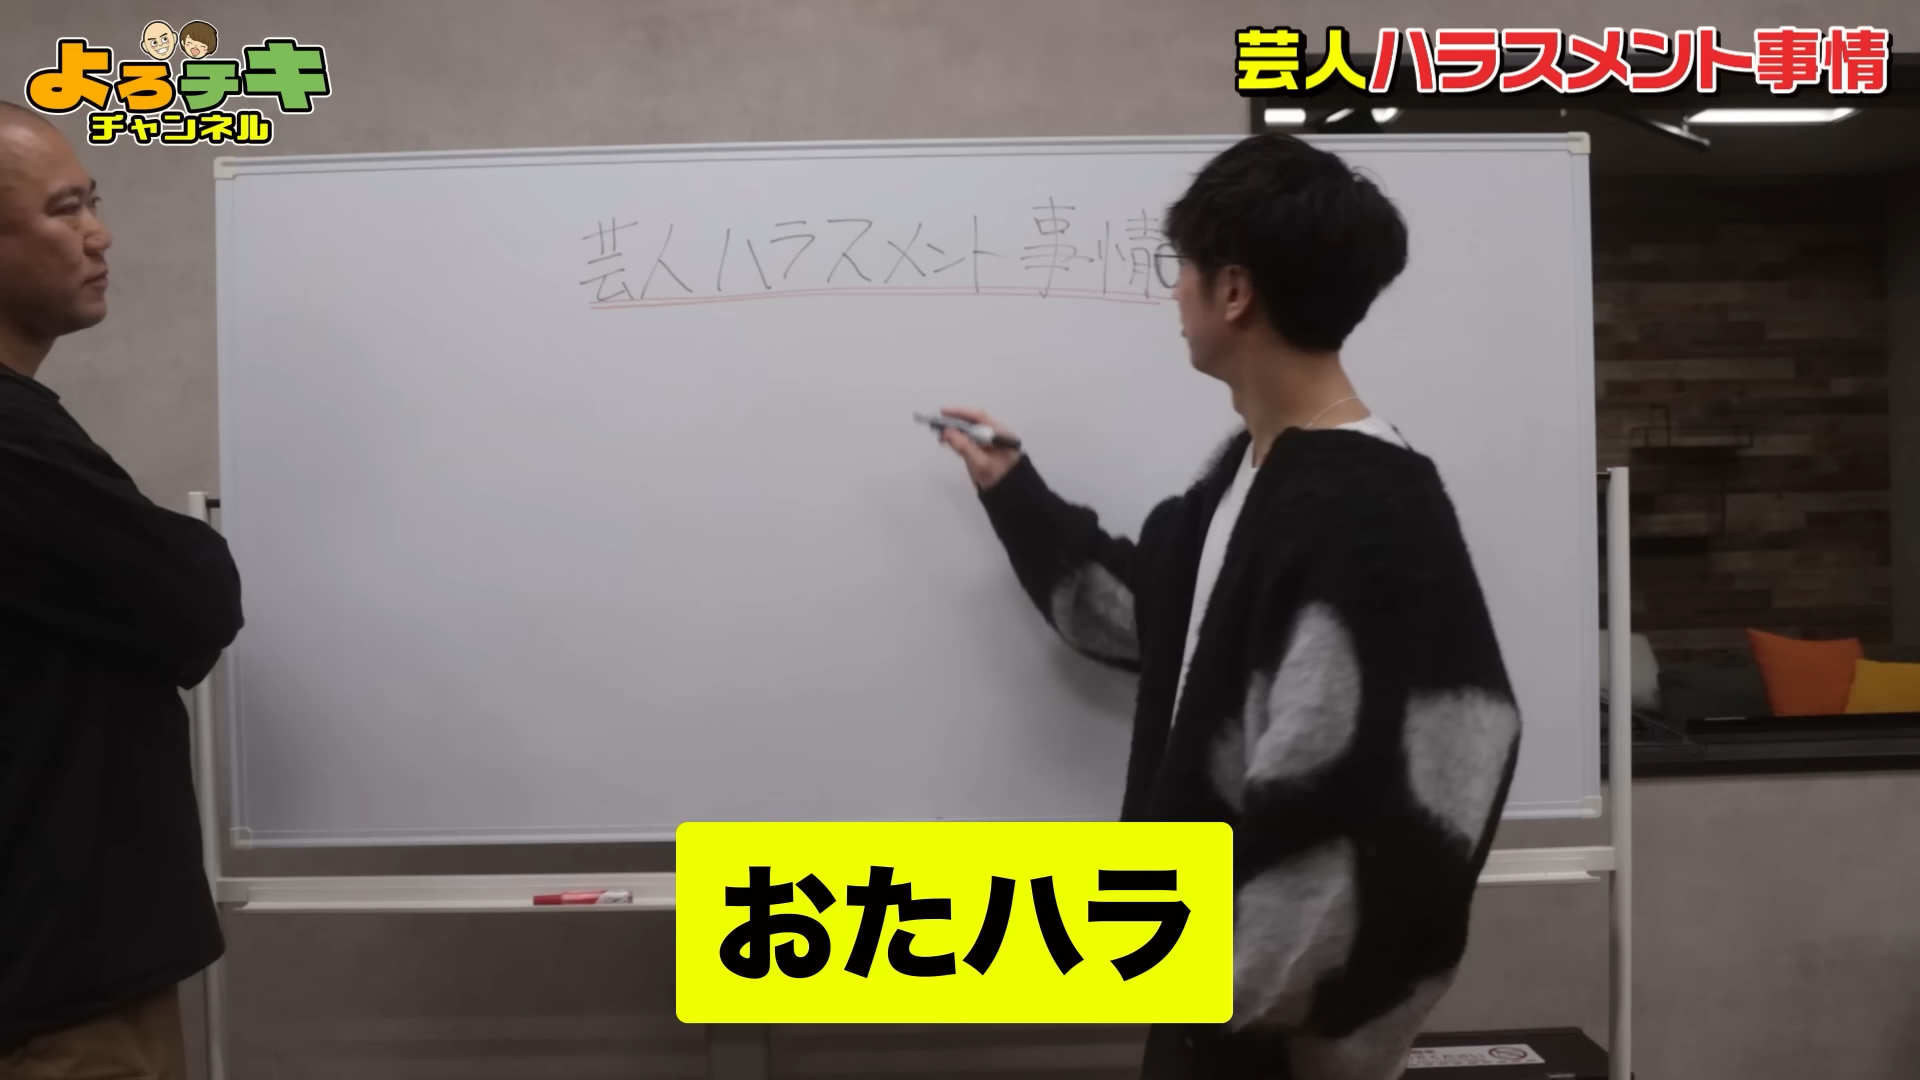 よろチキ
チャンネル
芸人ハラスメント事情
芸人ハラスメント事情
おたハラ